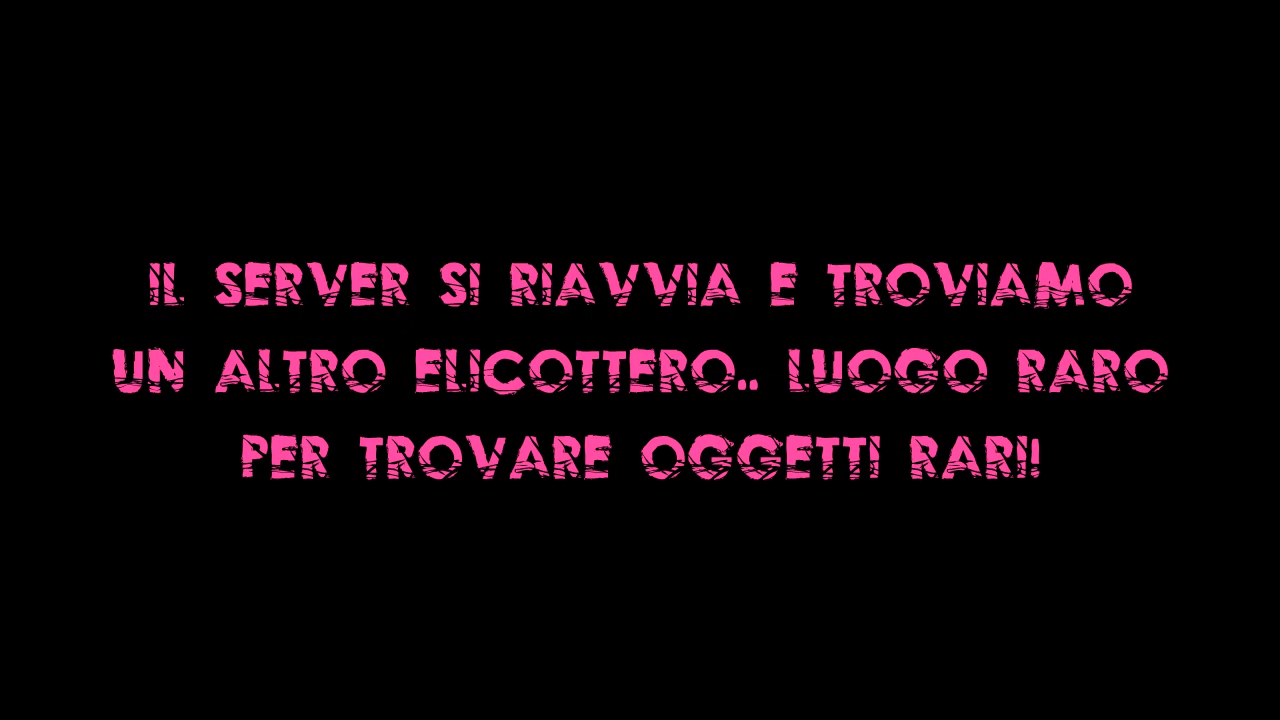 IL SERVER SI RIAVVIA E TROVIAMO
UN ALTRO ELICOTTERO.. LUOGO RARO
PER TROVARE OGGETTI RARI!